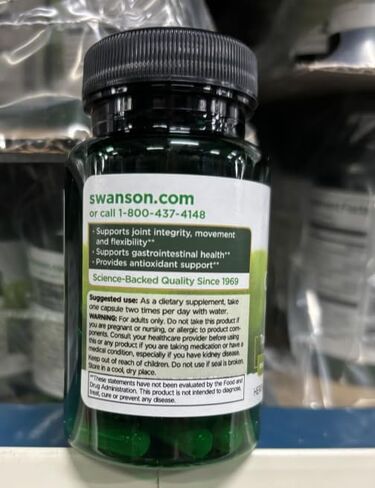 swanson.com
or call 1-800-437-4148
• Supports joint integrity, movement
and flexibility**
• Supports gastrointestinal health**
• Provides antioxidant support**
Science-Backed Quality Since 1969
Suggested use: As a dietary supplement, take
one capsule two times per day with water.
WARNING: For adults only. Do not take this product if
you are pregnant or nursing, or allergic to product com-
ponents. Consult your healthcare provider before using
this or any product if you are taking medication or have a
medical condition, especially if you have kidney disease.
Keep out of reach of children. Do not use if seal is broken.
Store in a cool, dry place.
**These statements have not been evaluated by the Food and
Drug Administration. This product is not intended to diagnose,
treat, cure or prevent any disease.